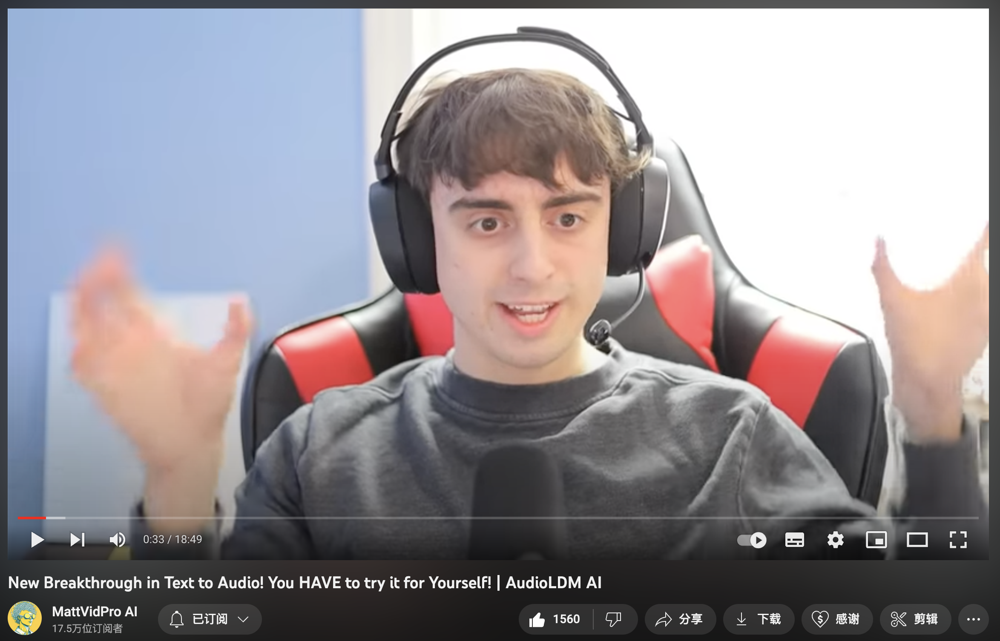 0:33 / 18:49
New Breakthrough in Text to Audio! You HAVE to try it for Yourself! | AudioLDM AI
MattVidPro AI
17.5万位订阅者
已订阅
1560
分享
下载
感谢
剪辑